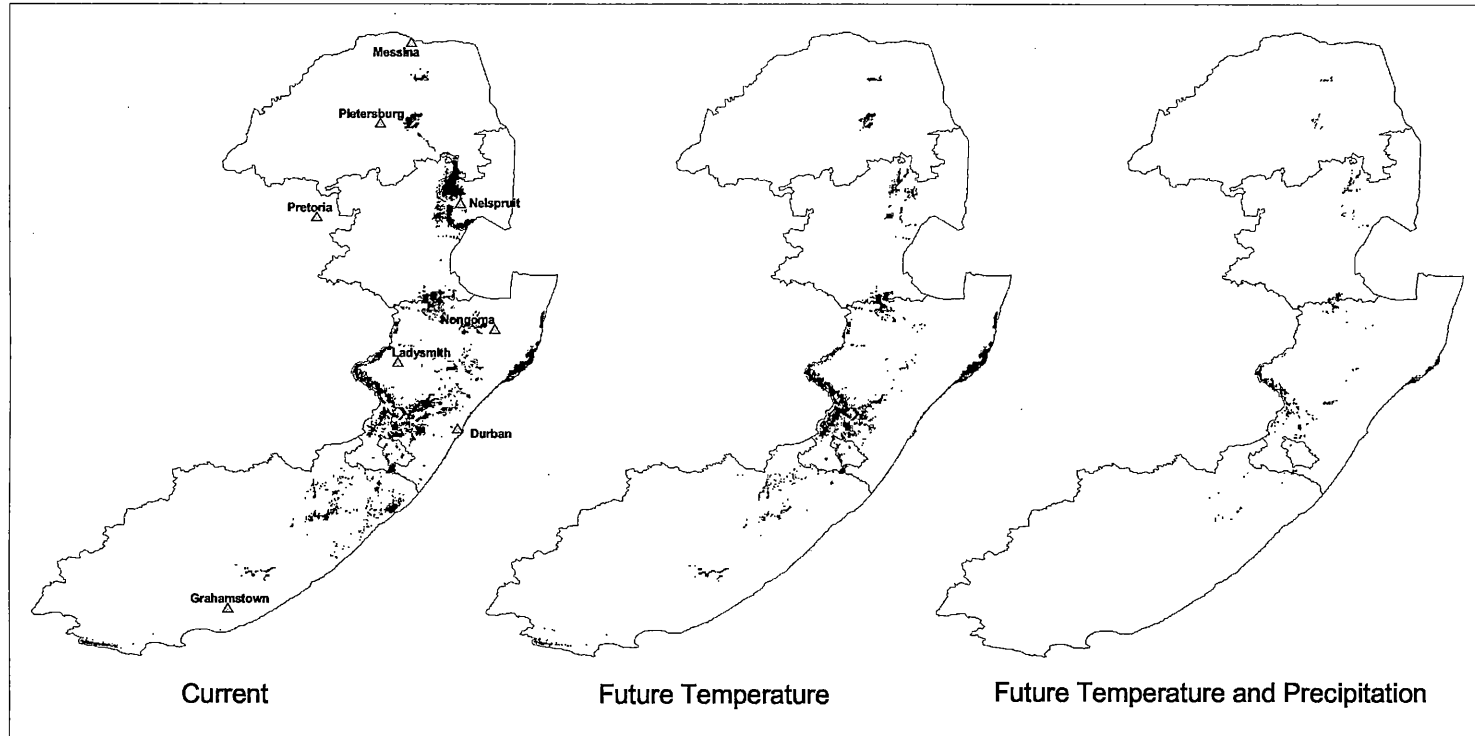 Messina
Pietersburg
Pretoria
Nelspruit
Nongoma
Ladysmith
Durban
Grahamstown
Current
Future Temperature
Future Temperature and Precipitation